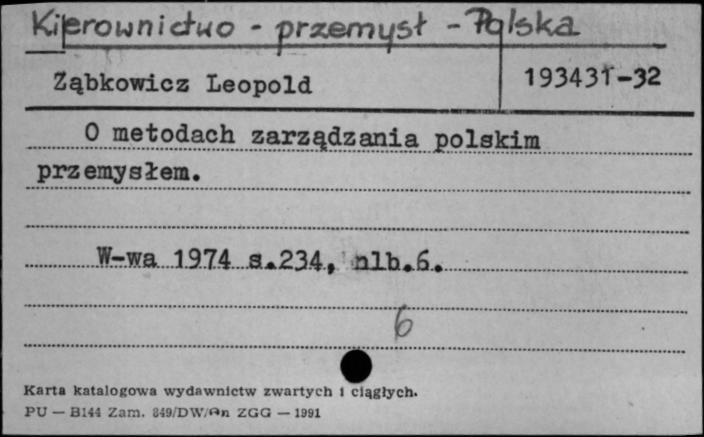 Kierownictwo - przemysł - Polska
Ząbkowicz Leopold 193431-32
O metodach zarządzania polskim
przemysłem.
W-wa 1974 s.234, nlb.6.
6
Karta katalogowa wydawnictw zwartych i ciągłych.
PU — B144 Zam. 849/DW/ ZGG — 1991